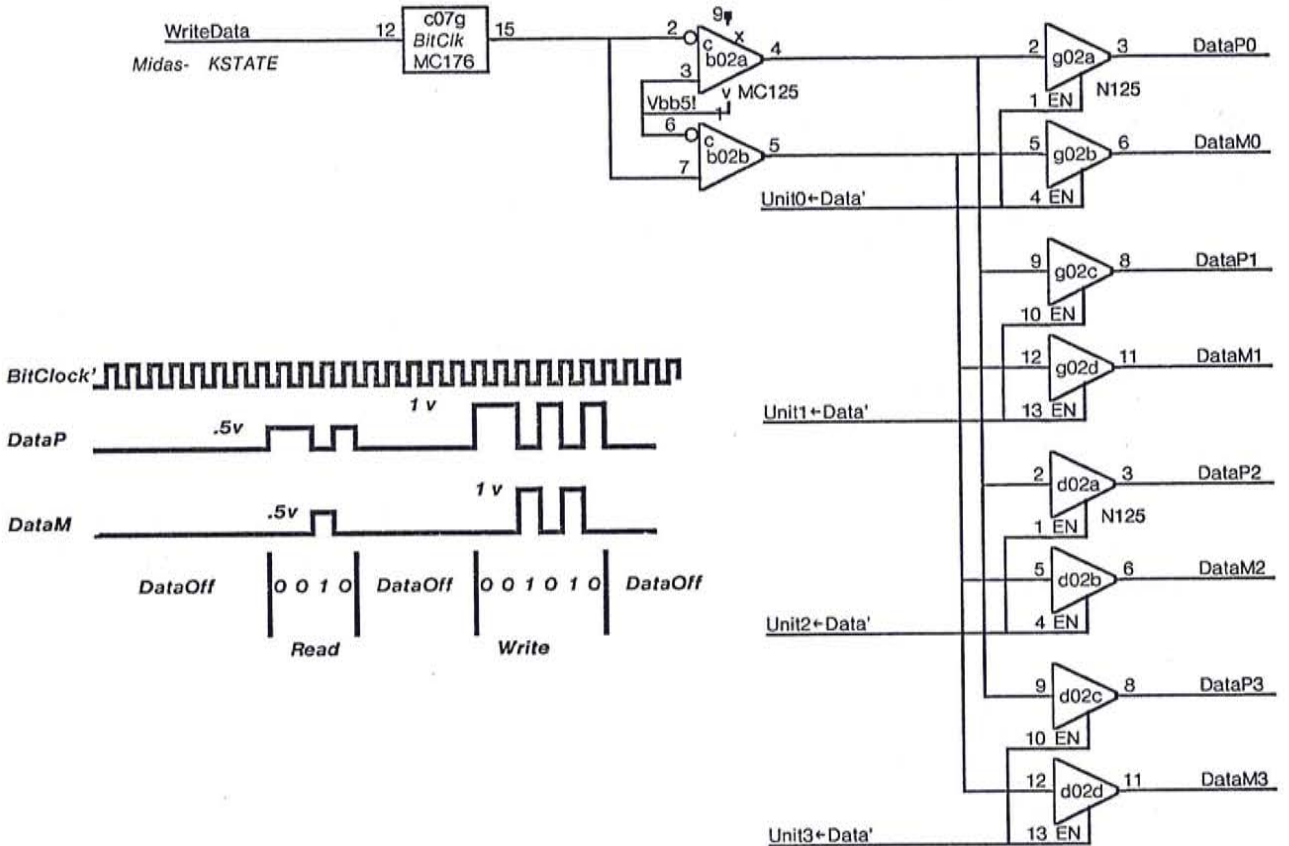 WriteData 12 c07g 15
BitClk
MC176
Midas- KSTATE
9
2 c x 4
b02a
3 v MC125
Vbb5! 1
6 c 5
b02b
7
2 g02a 3 DataP0
1 EN N125
5 g02b 6 DataM0
Unit0←Data' 4 EN
9 g02c 8 DataP1
10 EN
12 g02d 11 DataM1
Unit1←Data' 13 EN
2 d02a 3 DataP2
1 EN N125
5 d02b 6 DataM2
Unit2←Data' 4 EN
9 d02c 8 DataP3
10 EN
12 d02d 11 DataM3
Unit3←Data' 13 EN
BitClock'
DataP .5v 1 v
DataM .5v 1 v
DataOff 0 0 1 0 DataOff 0 0 1 0 1 0 DataOff
Read Write